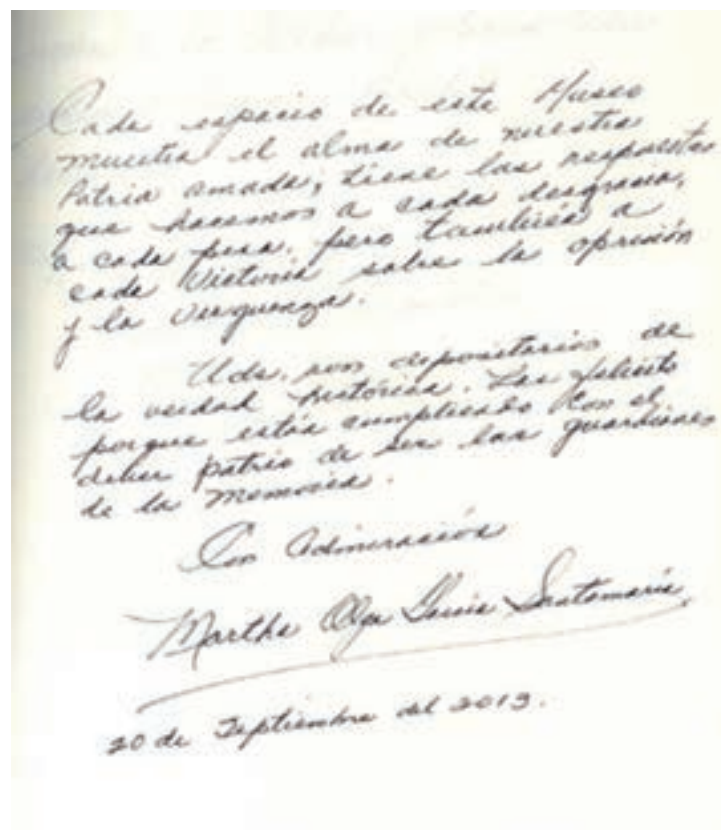 Cada espacio de este Museo
muestra el alma de nuestra
Patria amada; tiene las respuestas
que hacemos a cada desgracia,
a cada pena, pero también a
cada Victoria sobre la opresión
y la verguenza.
Uds. son depositarios de
la verdad histórica. Las felicito
porque están cumpliendo con el
deber patrio de ser las guardianes
de la memoria.
Con Admiración
Martha Olga García Santamaría
20 de Septiembre del 2013.